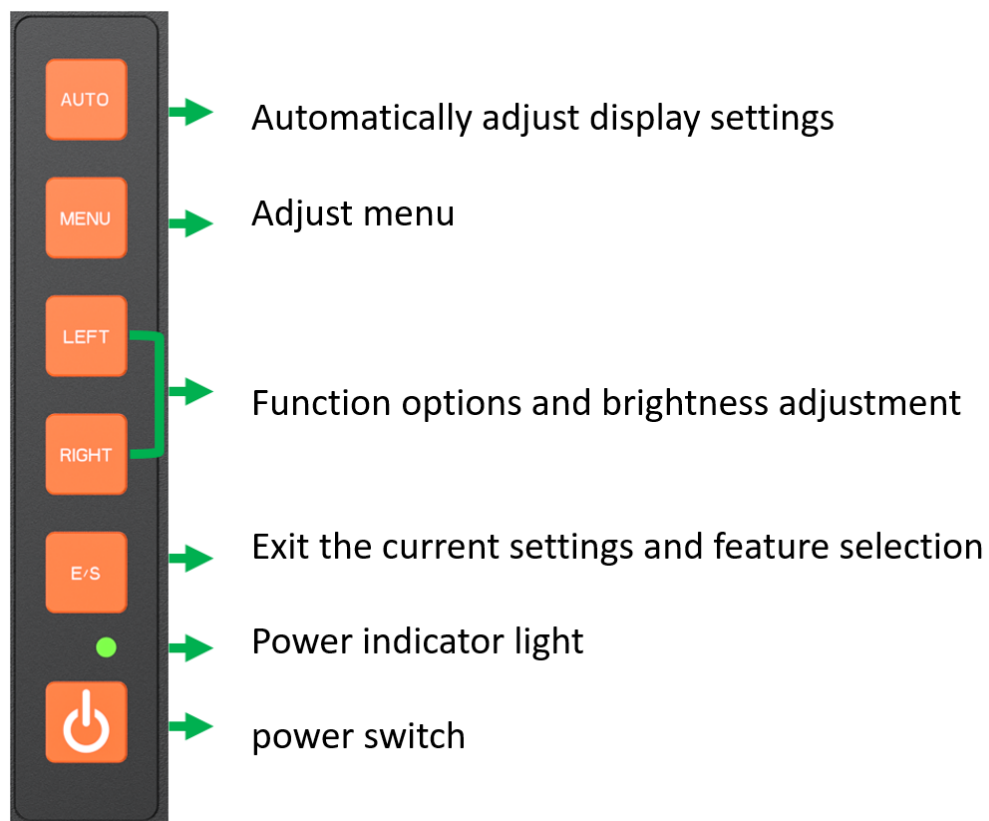 AUTO
Automatically adjust display settings
MENU
Adjust menu
LEFT
Function options and brightness adjustment
RIGHT
E/S
Exit the current settings and feature selection
Power indicator light
power switch